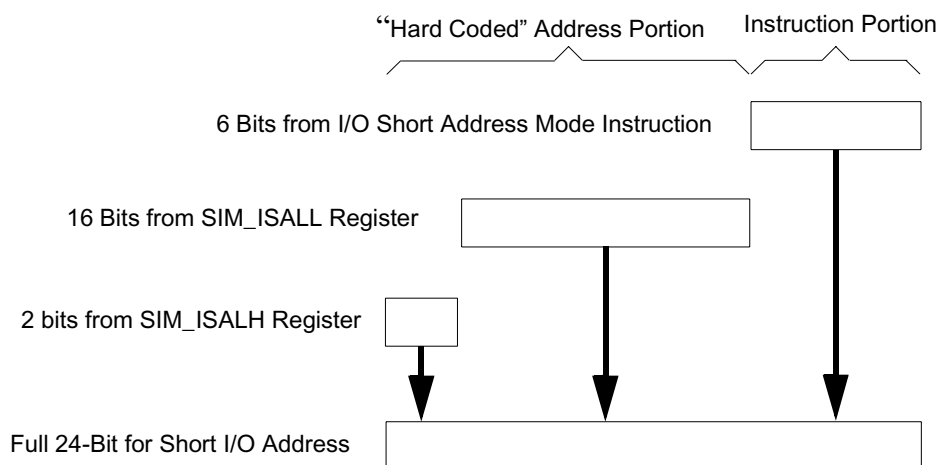 “Hard Coded” Address Portion
Instruction Portion
6 Bits from I/O Short Address Mode Instruction
16 Bits from SIM_ISALL Register
2 bits from SIM_ISALH Register
Full 24-Bit for Short I/O Address